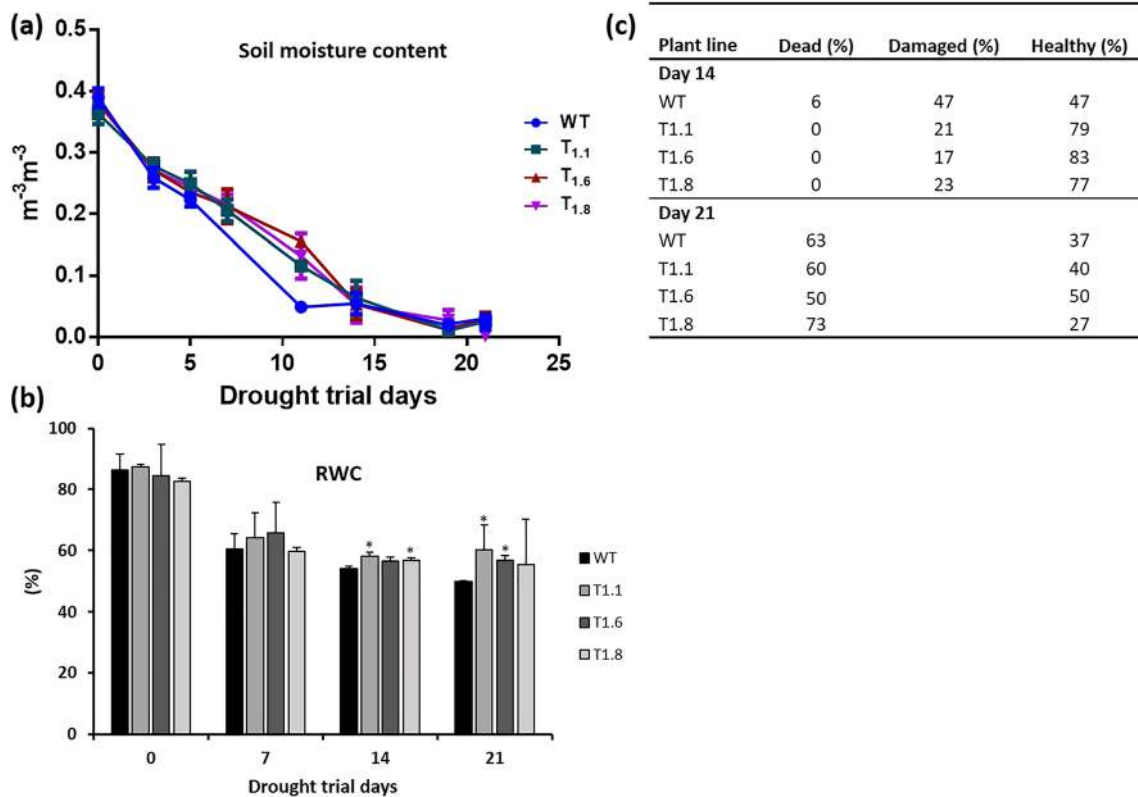 (a)
Soil moisture content
m⁻³m⁻³
0.5
0.4
0.3
0.2
0.1
0.0
0 5 10 15 20 25
Drought trial days
WT
T₁.₁
T₁.₆
T₁.₈
(b)
RWC
(%)
100
80
60
40
20
0
* * * *
0 7 14 21
Drought trial days
WT
T1.1
T1.6
T1.8
(c)
Plant line Dead (%) Damaged (%) Healthy (%)
Day 14
WT 6 47 47
T1.1 0 21 79
T1.6 0 17 83
T1.8 0 23 77
Day 21
WT 63 37
T1.1 60 40
T1.6 50 50
T1.8 73 27